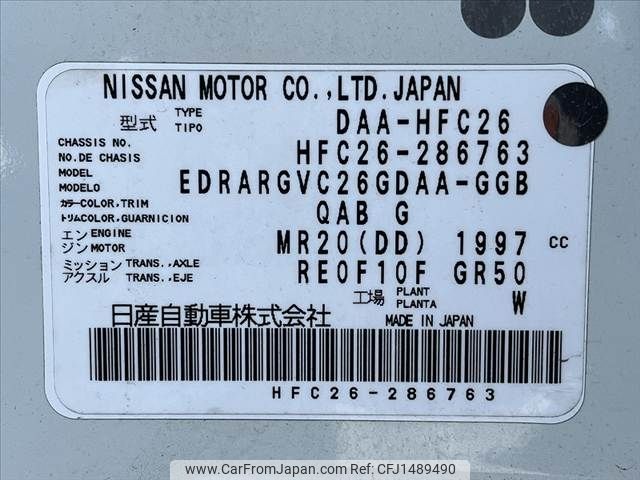 NISSAN MOTOR CO.,LTD.JAPAN
型式 TYPE TIPO DAA-HFC26
CHASSIS NO. NO.DE CHASIS HFC26-286763
MODEL MODELO EDRARGVC26GDAA-GGB
カラーCOLOR,TRIM トリムCOLOR,GUARNICION QAB G
エンジン ENGINE MOTOR MR20(DD) 1997 CC
ミッション TRANS.,AXLE アクスル TRANS.,EJE RE0F10F GR50
工場 PLANT PLANTA W
日産自動車株式会社 MADE IN JAPAN
HFC26-286763
www.CarFromJapan.com | REF No: CFJ1489490